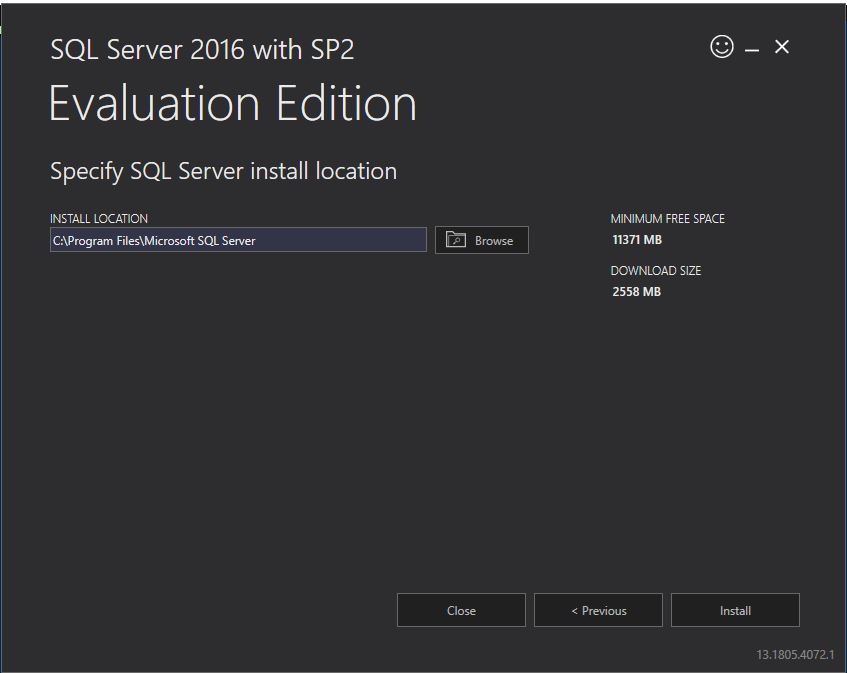 SQL Server 2016 with SP2
Evaluation Edition
Specify SQL Server install location
INSTALL LOCATION
C:\Program Files\Microsoft SQL Server
Browse
MINIMUM FREE SPACE
11371 MB
DOWNLOAD SIZE
2558 MB
Close
< Previous
Install
13.1805.4072.1